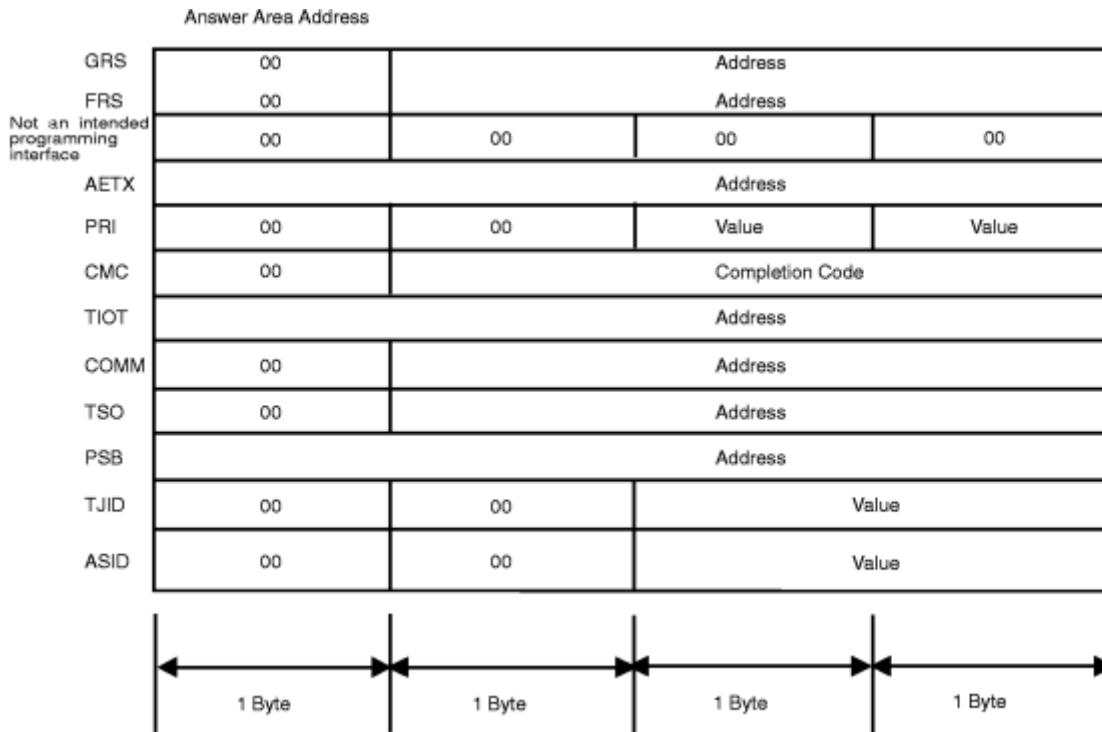 Answer Area Address
GRS 00 Address
FRS 00 Address
Not an intended
programming
interface
00 00 00 00
AETX Address
PRI 00 00 Value Value
CMC 00 Completion Code
TIOT Address
COMM 00 Address
TSO 00 Address
PSB Address
TJID 00 00 Value
ASID 00 00 Value
1 Byte 1 Byte 1 Byte 1 Byte